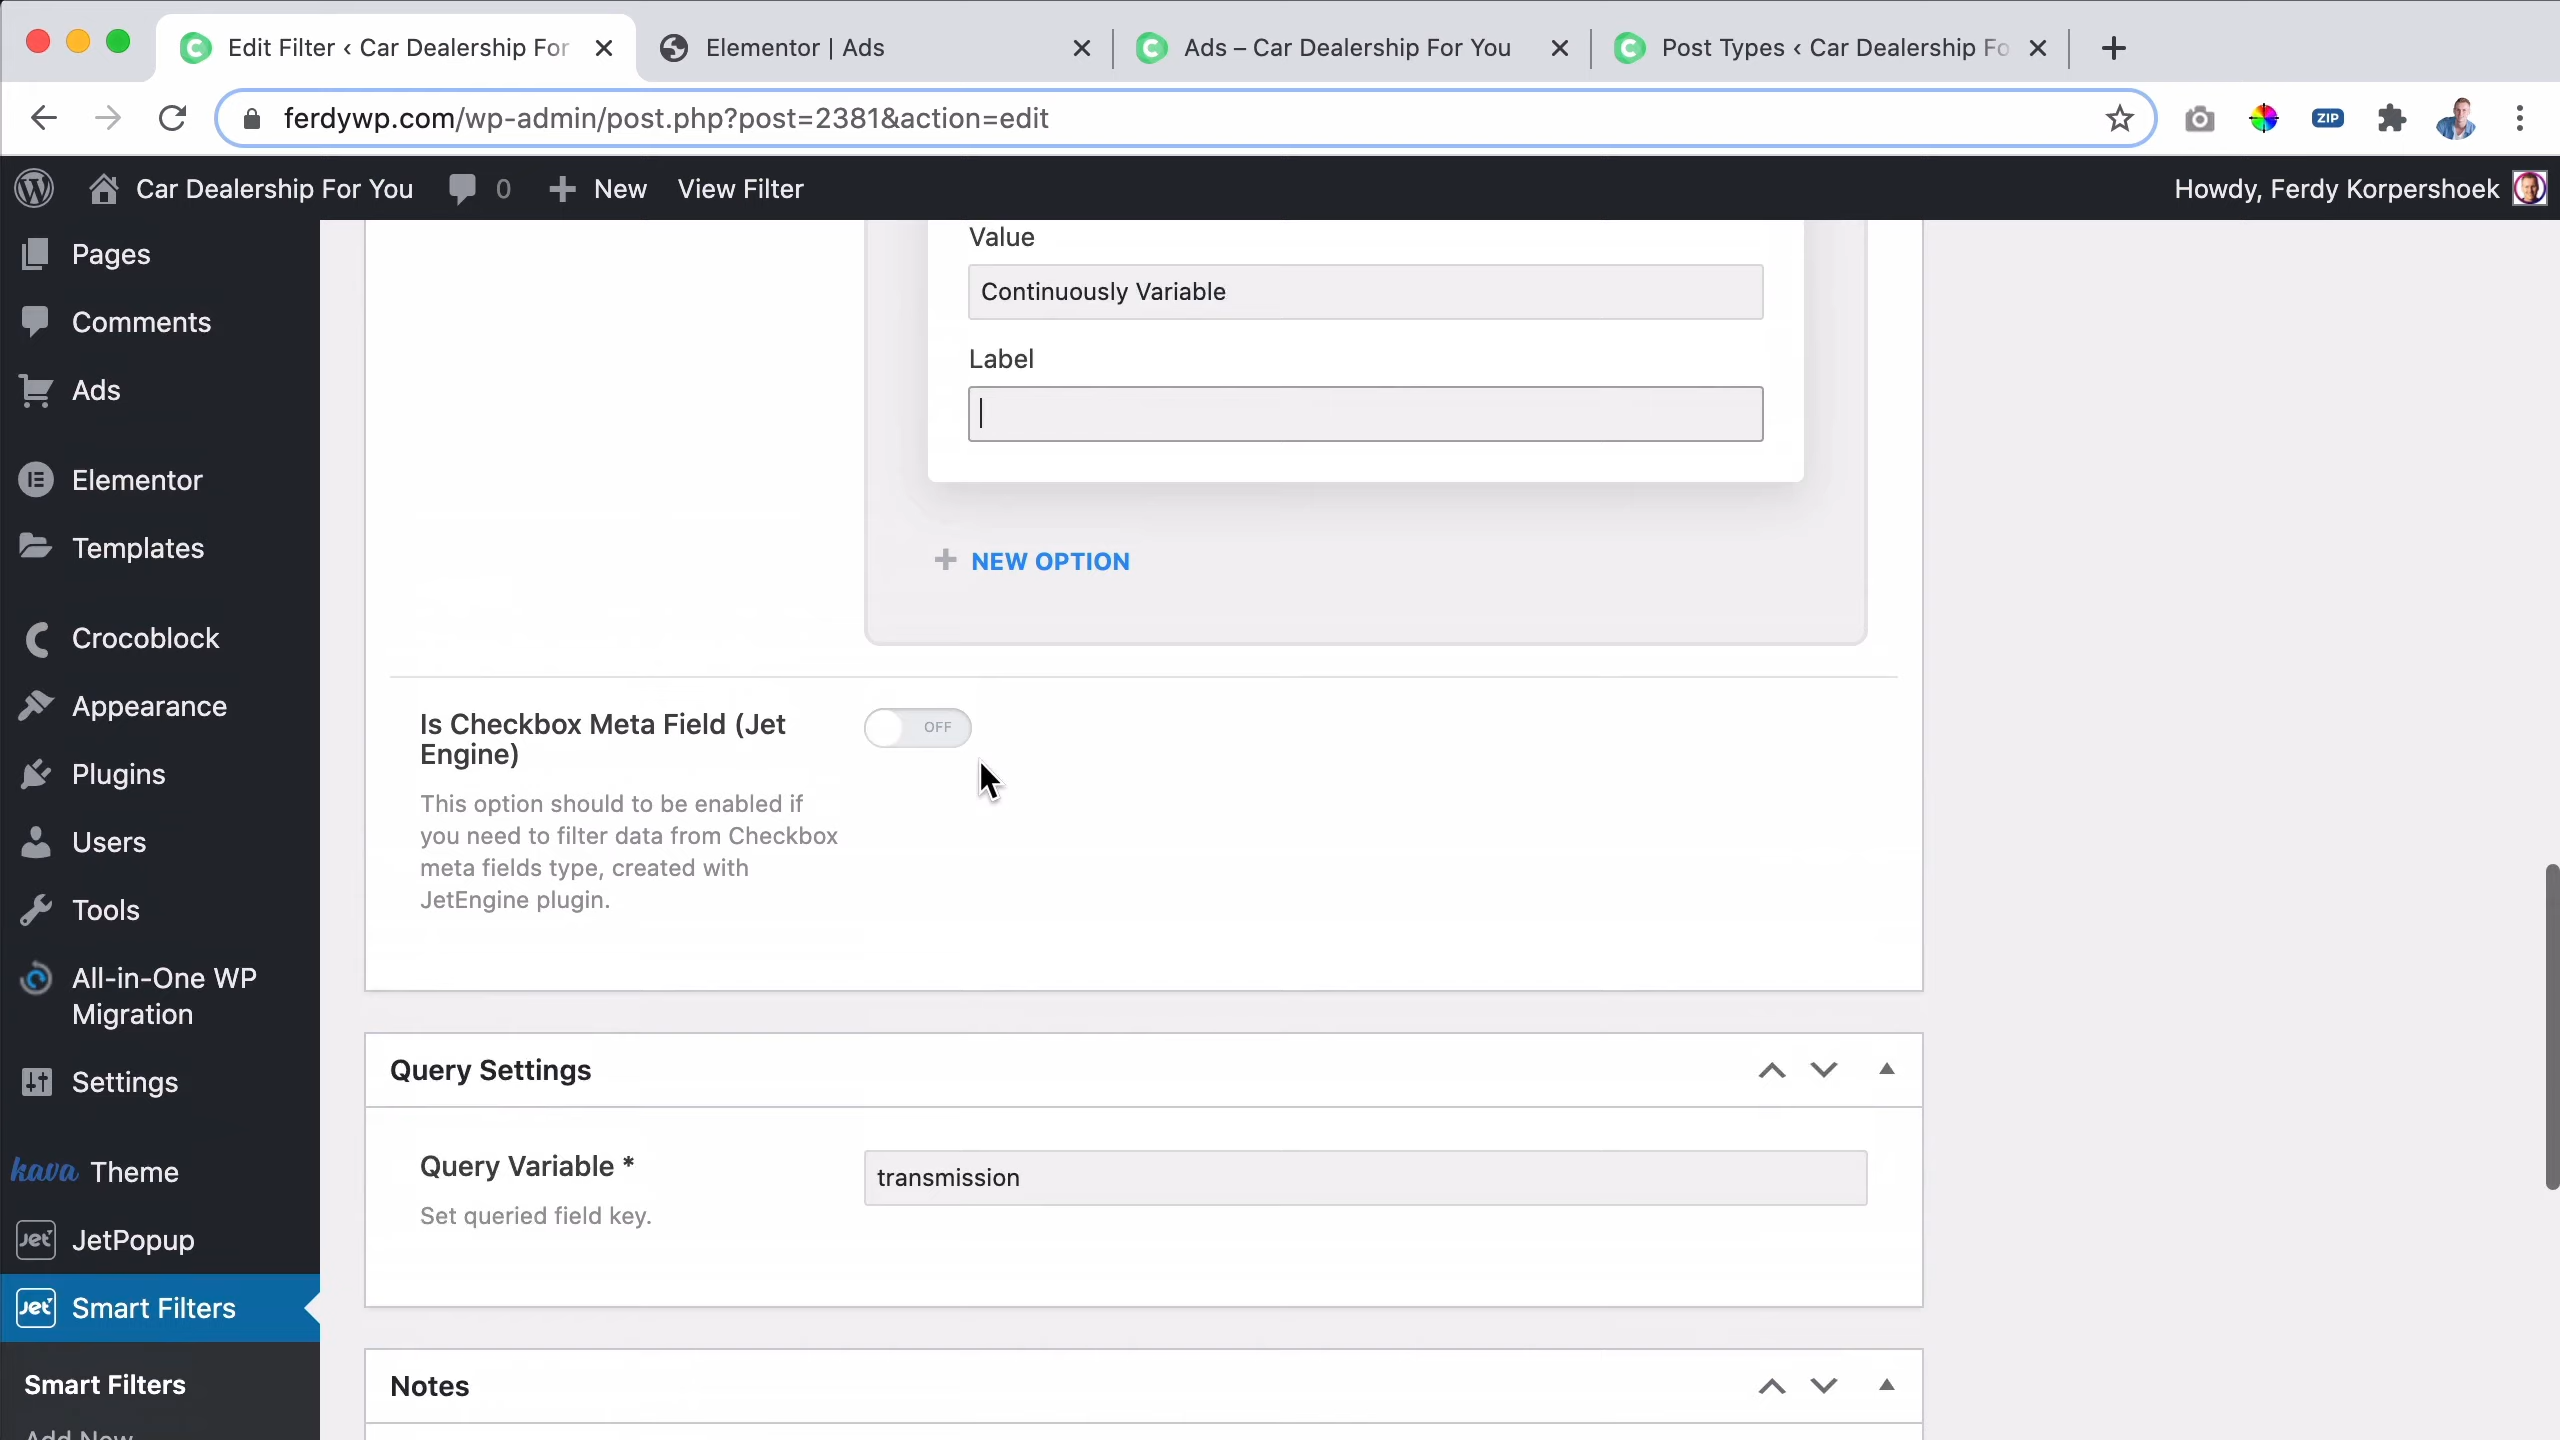 Edit Filter ‹ Car Dealership For
Elementor | Ads
Ads – Car Dealership For You
Post Types ‹ Car Dealership Fo
ferdywp.com/wp-admin/post.php?post=2381&action=edit
ZIP
Car Dealership For You
0
New
View Filter
Howdy, Ferdy Korpershoek
Pages
Comments
Ads
Elementor
Templates
Crocoblock
Appearance
Plugins
Users
Tools
All-in-One WP
Migration
Settings
kava Theme
Jet JetPopup
Jet Smart Filters
Smart Filters
Add New
Value
Continuously Variable
Label
NEW OPTION
Is Checkbox Meta Field (Jet
Engine)
OFF
This option should to be enabled if
you need to filter data from Checkbox
meta fields type, created with
JetEngine plugin.
Query Settings
Query Variable *
transmission
Set queried field key.
Notes